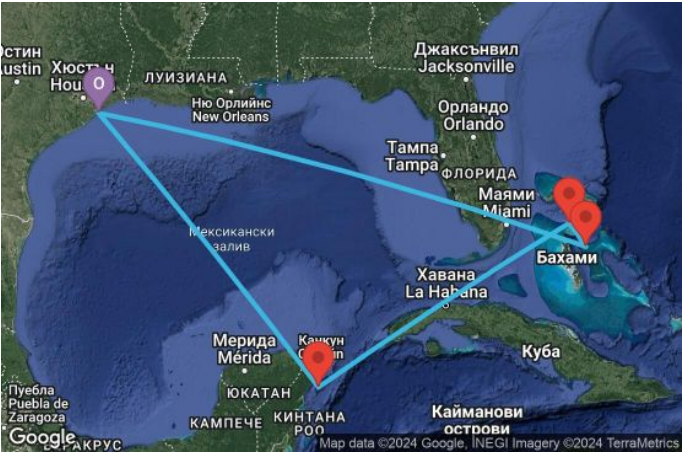 Остин
Austin
Хюстън
ЛУИЗИАНА
Ню Орлийнс
New Orleans
Джаксънвил
Jacksonville
Орландо
Orlando
Тампа
Tampa
ФЛОРИДА
Маями
Miami
Мексикански
залив
Бахами
Хавана
La Habana
Мерида
Mérida
Канкун
Куба
ЮКАТАН
Пуебла
Puebla de
Zaragoza
КАМПЕЧЕ
КИНТАНА
РОО
Кайманови
острови
Google
Map data ©2024 Google, INEGI Imagery ©2024 TerraMetrics